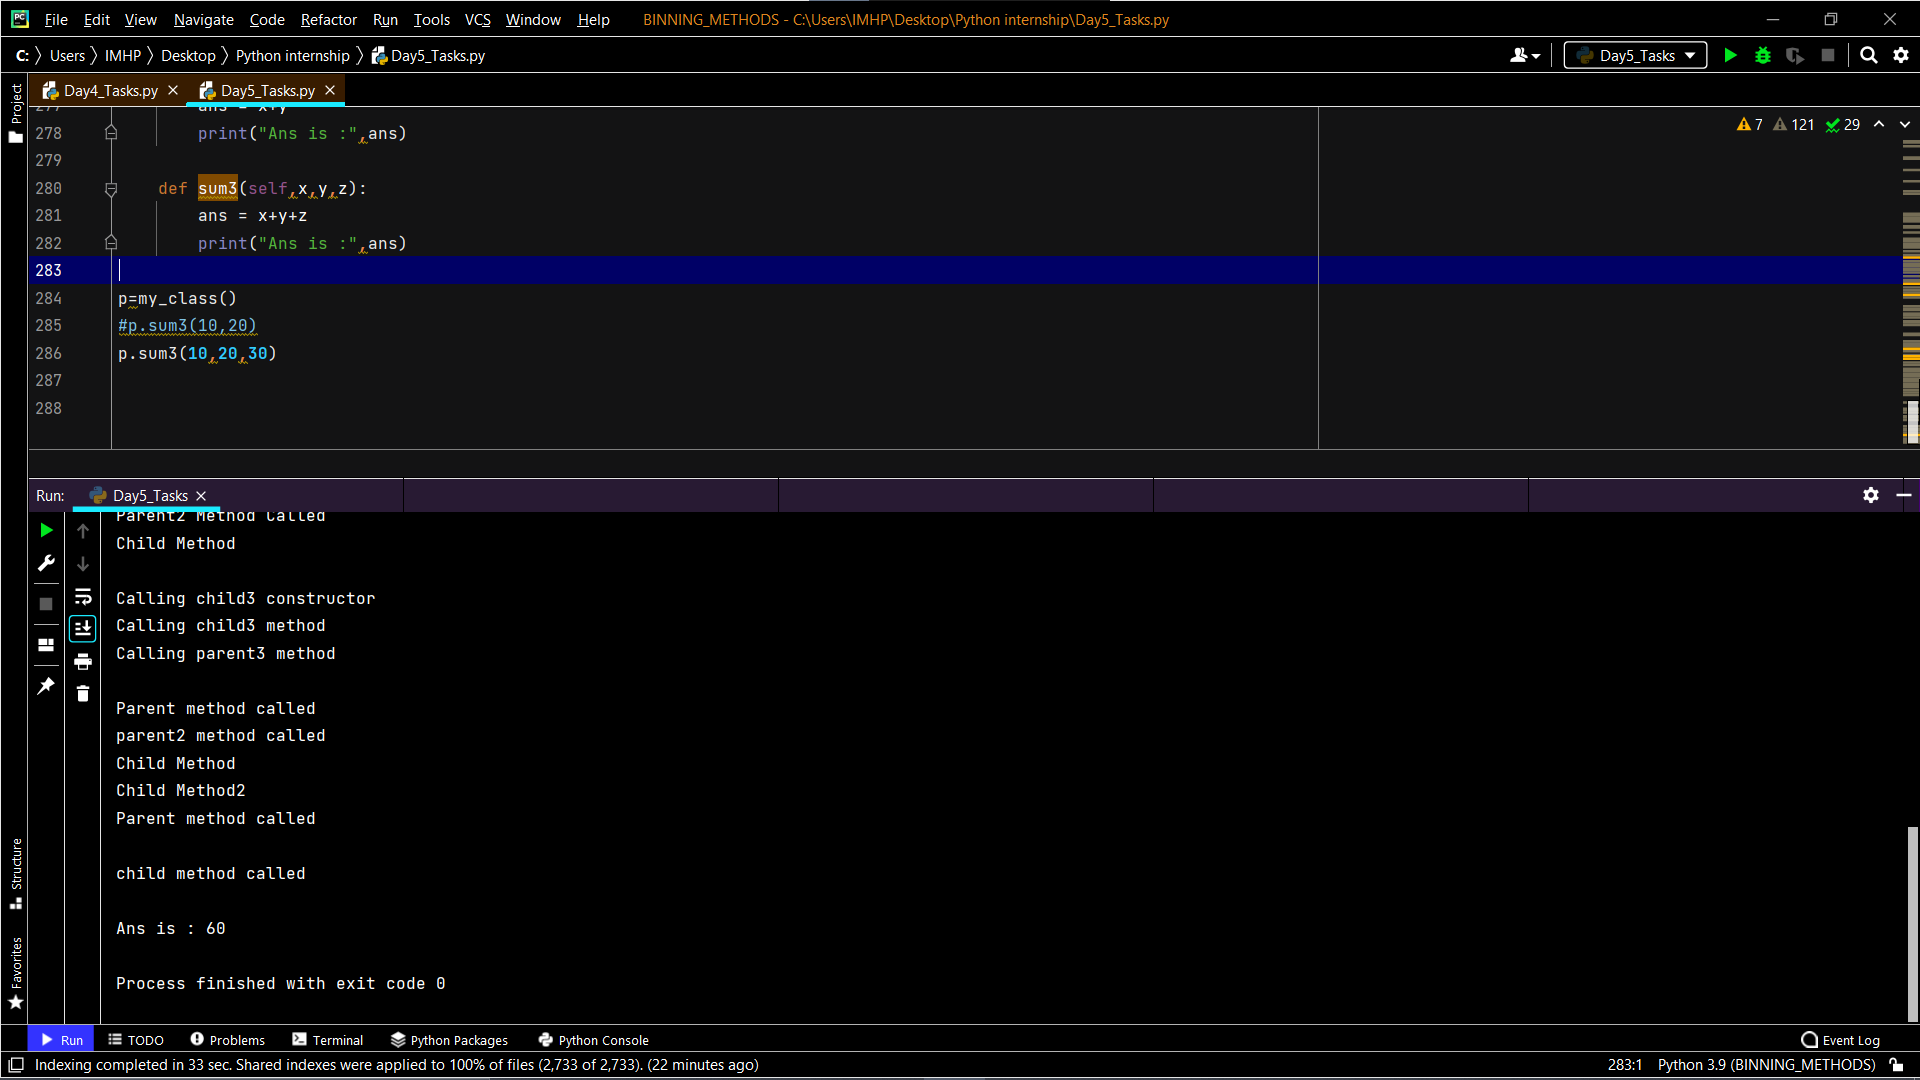 PC File Edit View Navigate Code Refactor Run Tools VCS Window Help BINNING_METHODS - C:\Users\IMHP\Desktop\Python internship\Day5_Tasks.py
C: Users IMHP Desktop Python internship Day5_Tasks.py Day5_Tasks
Project
Day4_Tasks.py Day5_Tasks.py
277 ans = x+y
7 121 29
278 print("Ans is :",ans)
279
280 def sum3(self,x,y,z):
281 ans = x+y+z
282 print("Ans is :",ans)
283
284 p=my_class()
285 #p.sum3(10,20)
286 p.sum3(10,20,30)
287
288
Run: Day5_Tasks
Parent2 Method Called
Child Method
Calling child3 constructor
Calling child3 method
Calling parent3 method
Parent method called
parent2 method called
Child Method
Child Method2
Parent method called
child method called
Ans is : 60
Process finished with exit code 0
Structure
Favorites
Run TODO Problems Terminal Python Packages Python Console Event Log
Indexing completed in 33 sec. Shared indexes were applied to 100% of files (2,733 of 2,733). (22 minutes ago) 283:1 Python 3.9 (BINNING_METHODS)